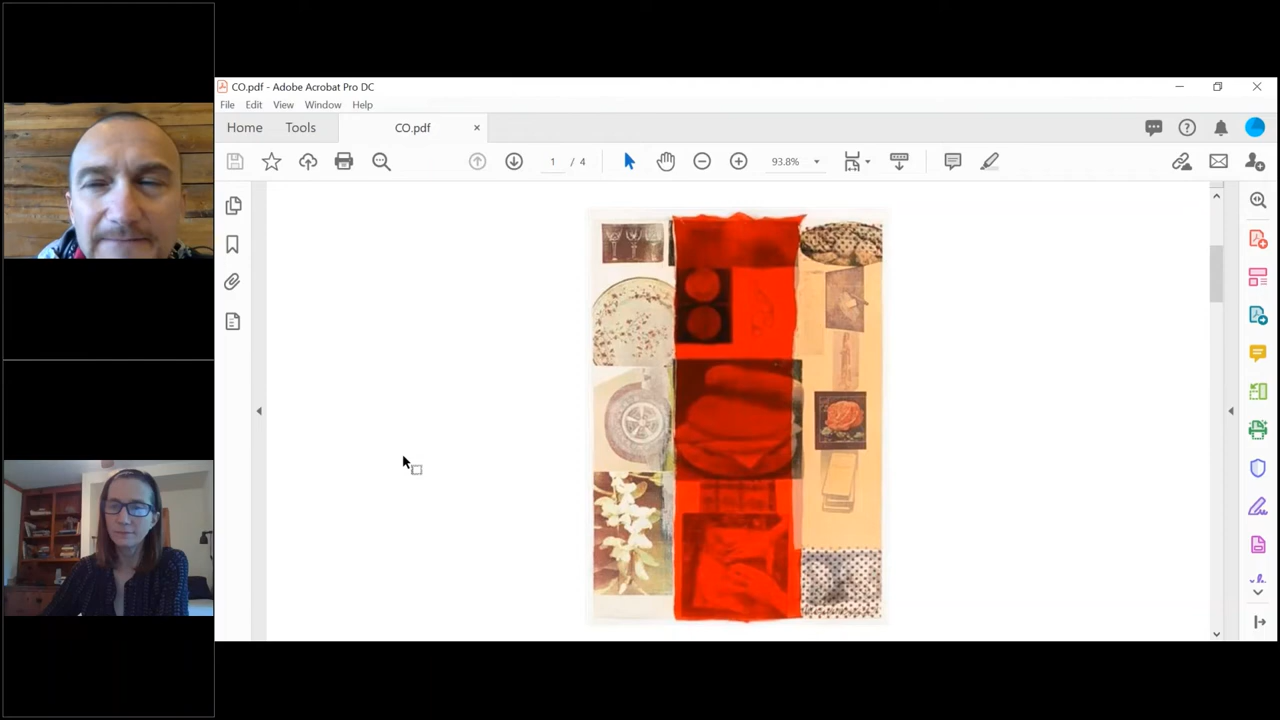 CO.pdf - Adobe Acrobat Pro DC
File Edit View Window Help
Home Tools CO.pdf
1 / 4 93.8%